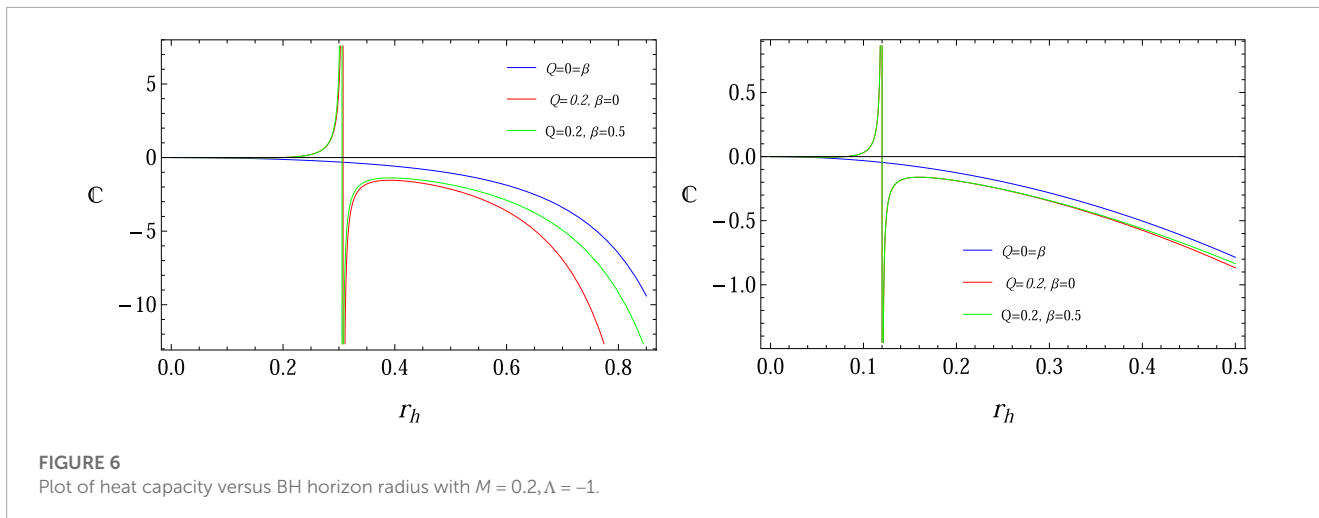 5
0
−5
−10
ℂ
Q=0=β
Q=0.2, β=0
Q=0.2, β=0.5
0.0 0.2 0.4 0.6 0.8
r_h
0.5
0.0
−0.5
−1.0
ℂ
Q=0=β
Q=0.2, β=0
Q=0.2, β=0.5
0.0 0.1 0.2 0.3 0.4 0.5
r_h
FIGURE 6
Plot of heat capacity versus BH horizon radius with M = 0.2, Λ = −1.